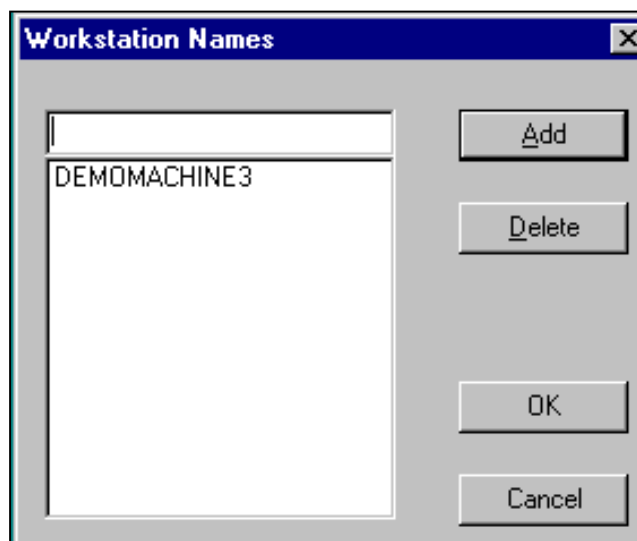 Workstation Names
Add
DEMOMACHINE3
Delete
OK
Cancel